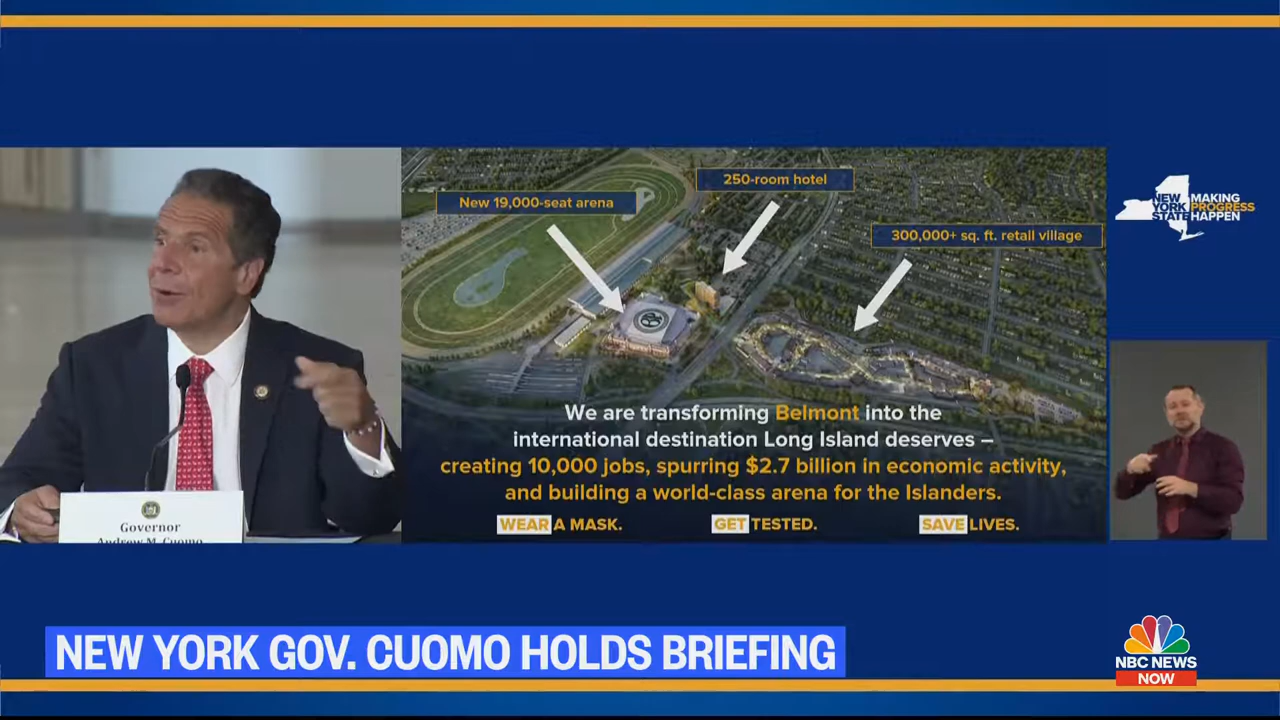 New 19,000-seat arena
250-room hotel
300,000+ sq. ft. retail village
NEW
YORK
STATE
MAKING
PROGRESS
HAPPEN
We are transforming Belmont into the
international destination Long Island deserves –
creating 10,000 jobs, spurring $2.7 billion in economic activity,
and building a world-class arena for the Islanders.
WEAR A MASK.
GET TESTED.
SAVE LIVES.
Governor
Andrew M. Cuomo
NEW YORK GOV. CUOMO HOLDS BRIEFING
NBC NEWS
NOW